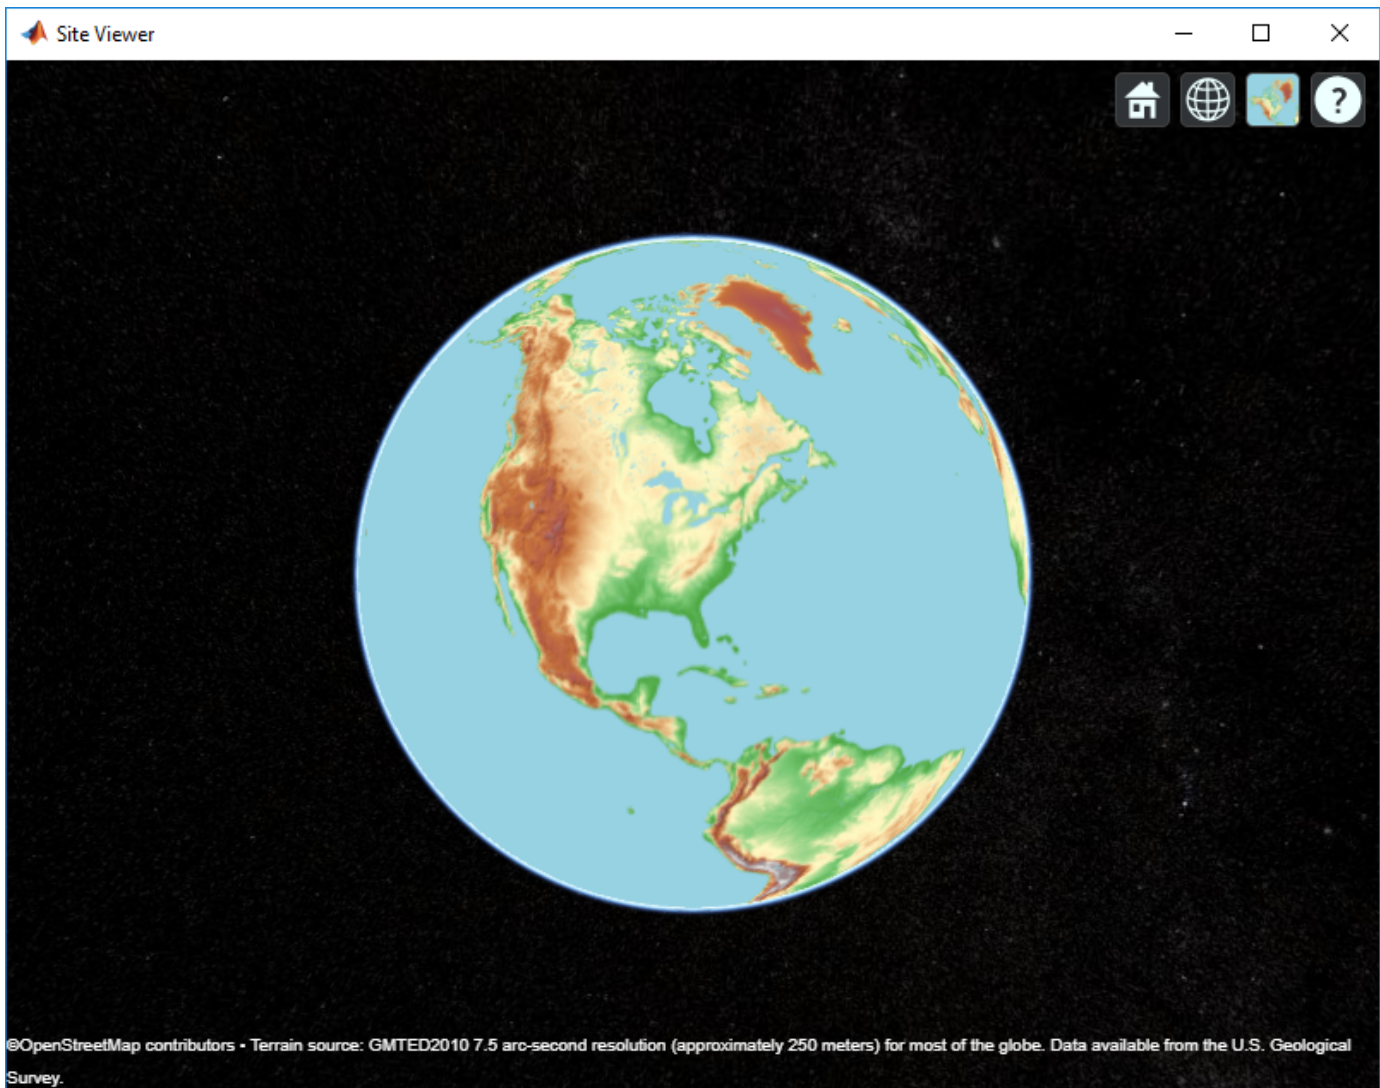 Site Viewer
?
©OpenStreetMap contributors • Terrain source: GMTED2010 7.5 arc-second resolution (approximately 250 meters) for most of the globe. Data available from the U.S. Geological
Survey.